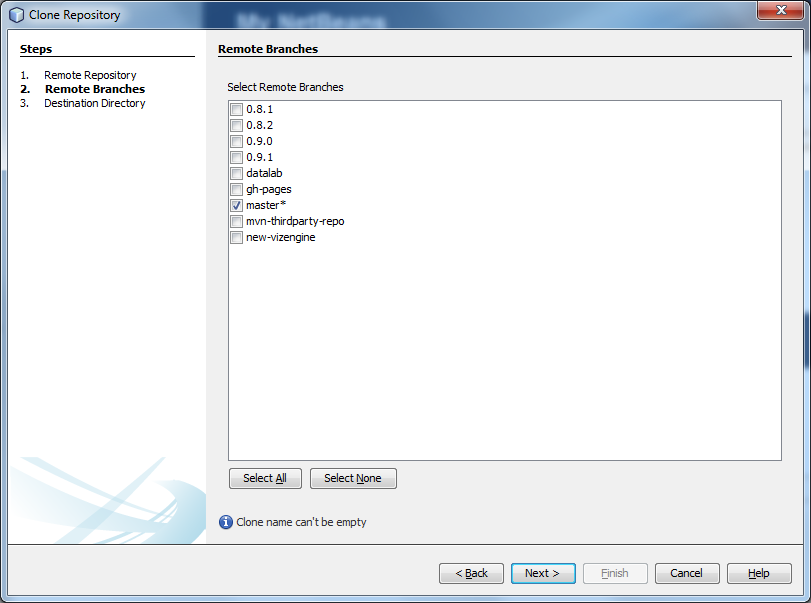 Clone Repository
My NetBeans
Steps
1. Remote Repository
2. Remote Branches
3. Destination Directory
Remote Branches
Select Remote Branches
0.8.1
0.8.2
0.9.0
0.9.1
datalab
gh-pages
master*
mvn-thirdparty-repo
new-vizengine
Select All
Select None
Clone name can't be empty
< Back
Next >
Finish
Cancel
Help